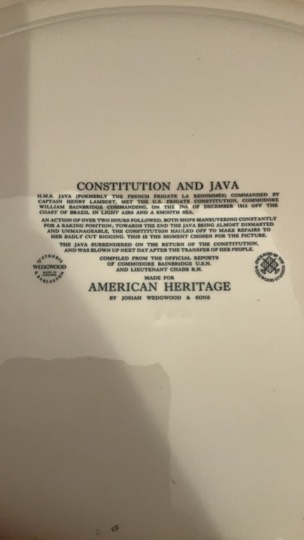 CONSTITUTION AND JAVA
H.M.S. JAVA (FORMERLY THE FRENCH FRIGATE LA RENOMMEE) COMMANDED BY
CAPTAIN HENRY LAMBERT, MET THE U.S. FRIGATE CONSTITUTION, COMMODORE
WILLIAM BAINBRIDGE COMMANDING, ON THE OF DECEMBER 1812 OFF THE
COAST OF BRAZIL IN LIGHT AIRS AND A SMOOTH SEA.
AN ACTION OF OVER TWO HOURS FOLLOWED, BOTH SHIPS MANEUVERING CONSTANTLY
FOR A RAKING POSITION; TOWARDS THE END THE JAVA BEING ALMOST DISMASTED
AND UNMANAGEABLE, THE CONSTITUTION HAULED OFF TO MAKE REPAIRS TO
HER BADLY CUT RIGGING. THIS IS THE MOMENT CHOSEN FOR THE PICTURE.
THE JAVA SURRENDERED ON THE RETURN OF THE CONSTITUTION,
AND WAS BLOWN UP NEXT DAY AFTER THE TRANSFER OF HER PEOPLE.
COMPILED FROM THE OFFICIAL REPORTS
OF COMMODORE BAINBRIDGE U.S.N.
AND LIEUTENANT CHADS R.N.
ETRURIA
WEDGWOOD
MADE IN
ENGLAND
BARLASTON
MADE FOR
AMERICAN HERITAGE
BY JOSIAH WEDGWOOD & SONS